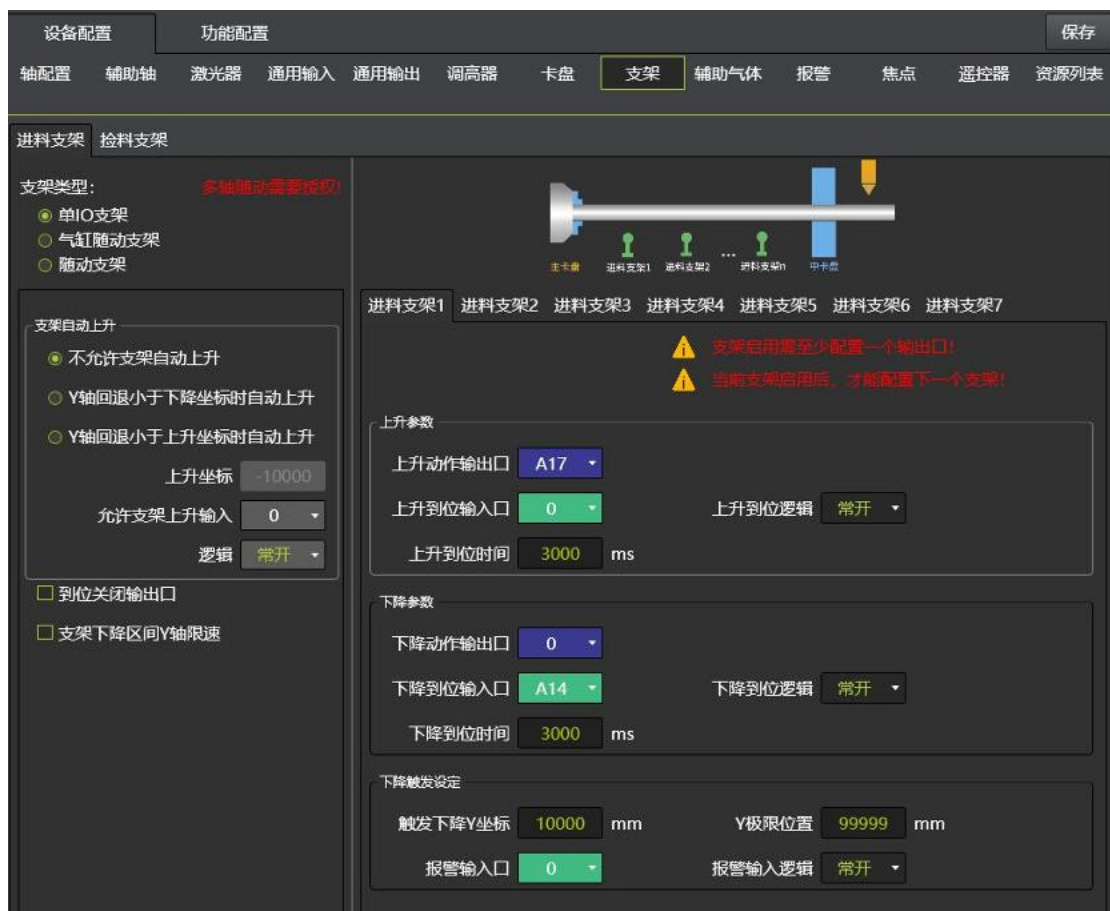 设备配置 功能配置 保存
轴配置 辅助轴 激光器 通用输入 通用输出 调高器 卡盘 支架 辅助气体 报警 焦点 遥控器 资源列表
进料支架 捡料支架
支架类型: 多轴随动需要授权!
单IO支架
气缸随动支架
随动支架
主卡盘 进料支架1 进料支架2 ... 进料支架n 中卡盘
支架自动上升
不允许支架自动上升
Y轴回退小于下降坐标时自动上升
Y轴回退小于上升坐标时自动上升
上升坐标 -10000
允许支架上升输入 0
逻辑 常开
到位关闭输出口
支架下降区间Y轴限速
进料支架1 进料支架2 进料支架3 进料支架4 进料支架5 进料支架6 进料支架7
支架启用需至少配置一个输出口!
当前支架启用后，才能配置下一个支架!
上升参数
上升动作输出口 A17
上升到位输入口 0 上升到位逻辑 常开
上升到位时间 3000 ms
下降参数
下降动作输出口 0
下降到位输入口 A14 下降到位逻辑 常开
下降到位时间 3000 ms
下降触发设定
触发下降Y坐标 10000 mm Y极限位置 99999 mm
报警输入口 0 报警输入逻辑 常开